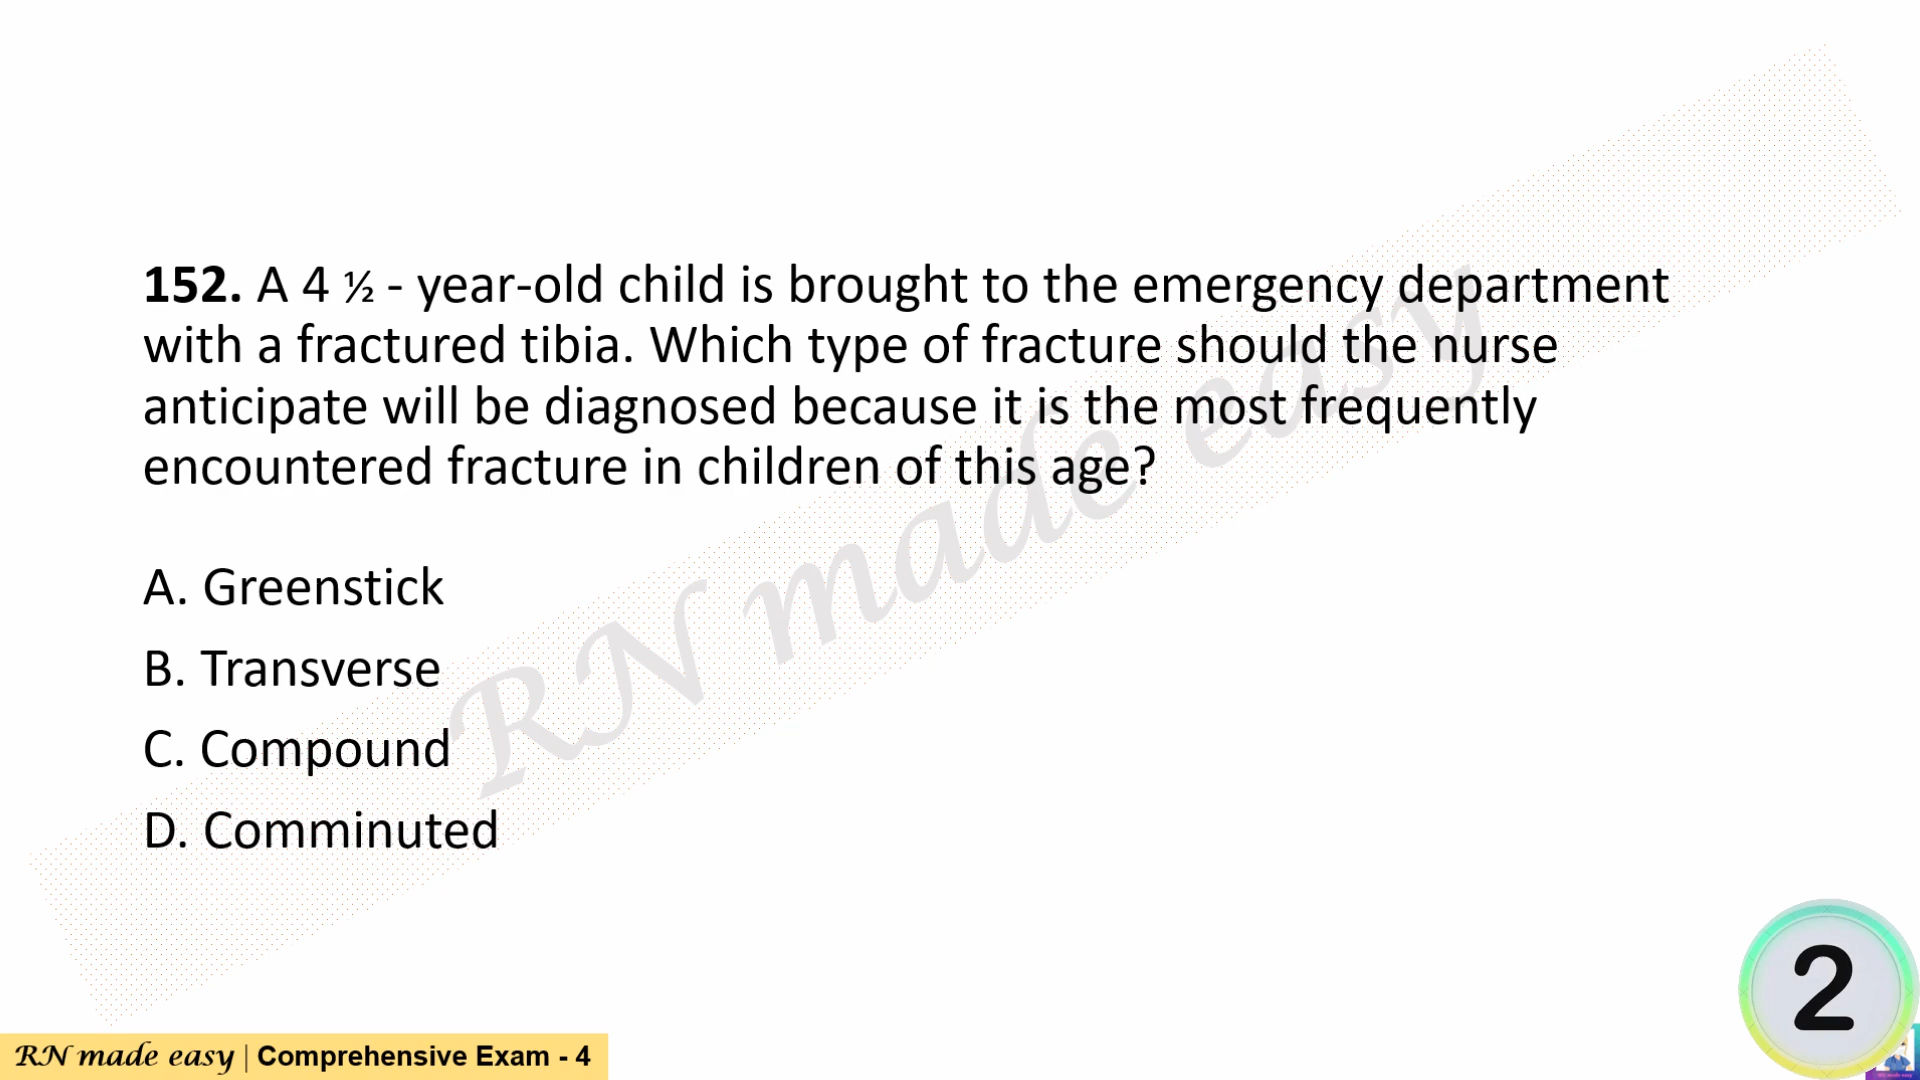 152. A 4 ½ - year-old child is brought to the emergency department
with a fractured tibia. Which type of fracture should the nurse
anticipate will be diagnosed because it is the most frequently
encountered fracture in children of this age?
A. Greenstick
B. Transverse
C. Compound
D. Comminuted
RN made easy
2
RN made easy | Comprehensive Exam - 4